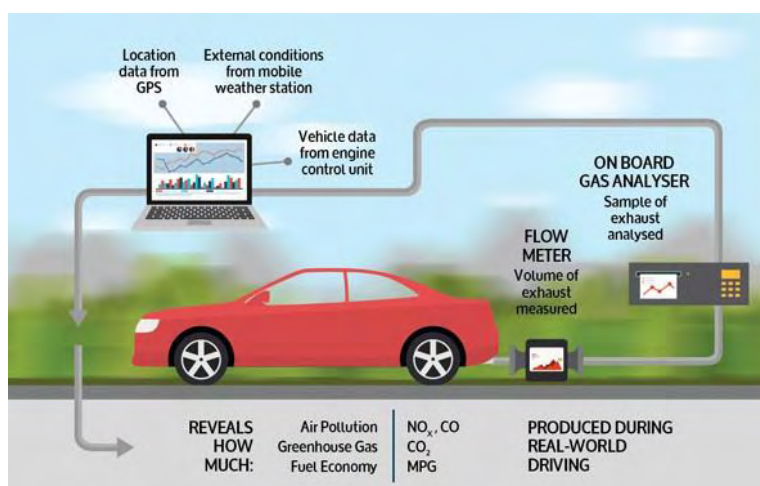 Location
data from
GPS
External conditions
from mobile
weather station
Vehicle data
from engine
control unit
ON BOARD
GAS ANALYSER
Sample of
exhaust
analysed
FLOW
METER
Volume of
exhaust
measured
REVEALS
HOW
MUCH:
Air Pollution
Greenhouse Gas
Fuel Economy
NOₓ, CO
CO₂
MPG
PRODUCED DURING
REAL-WORLD
DRIVING